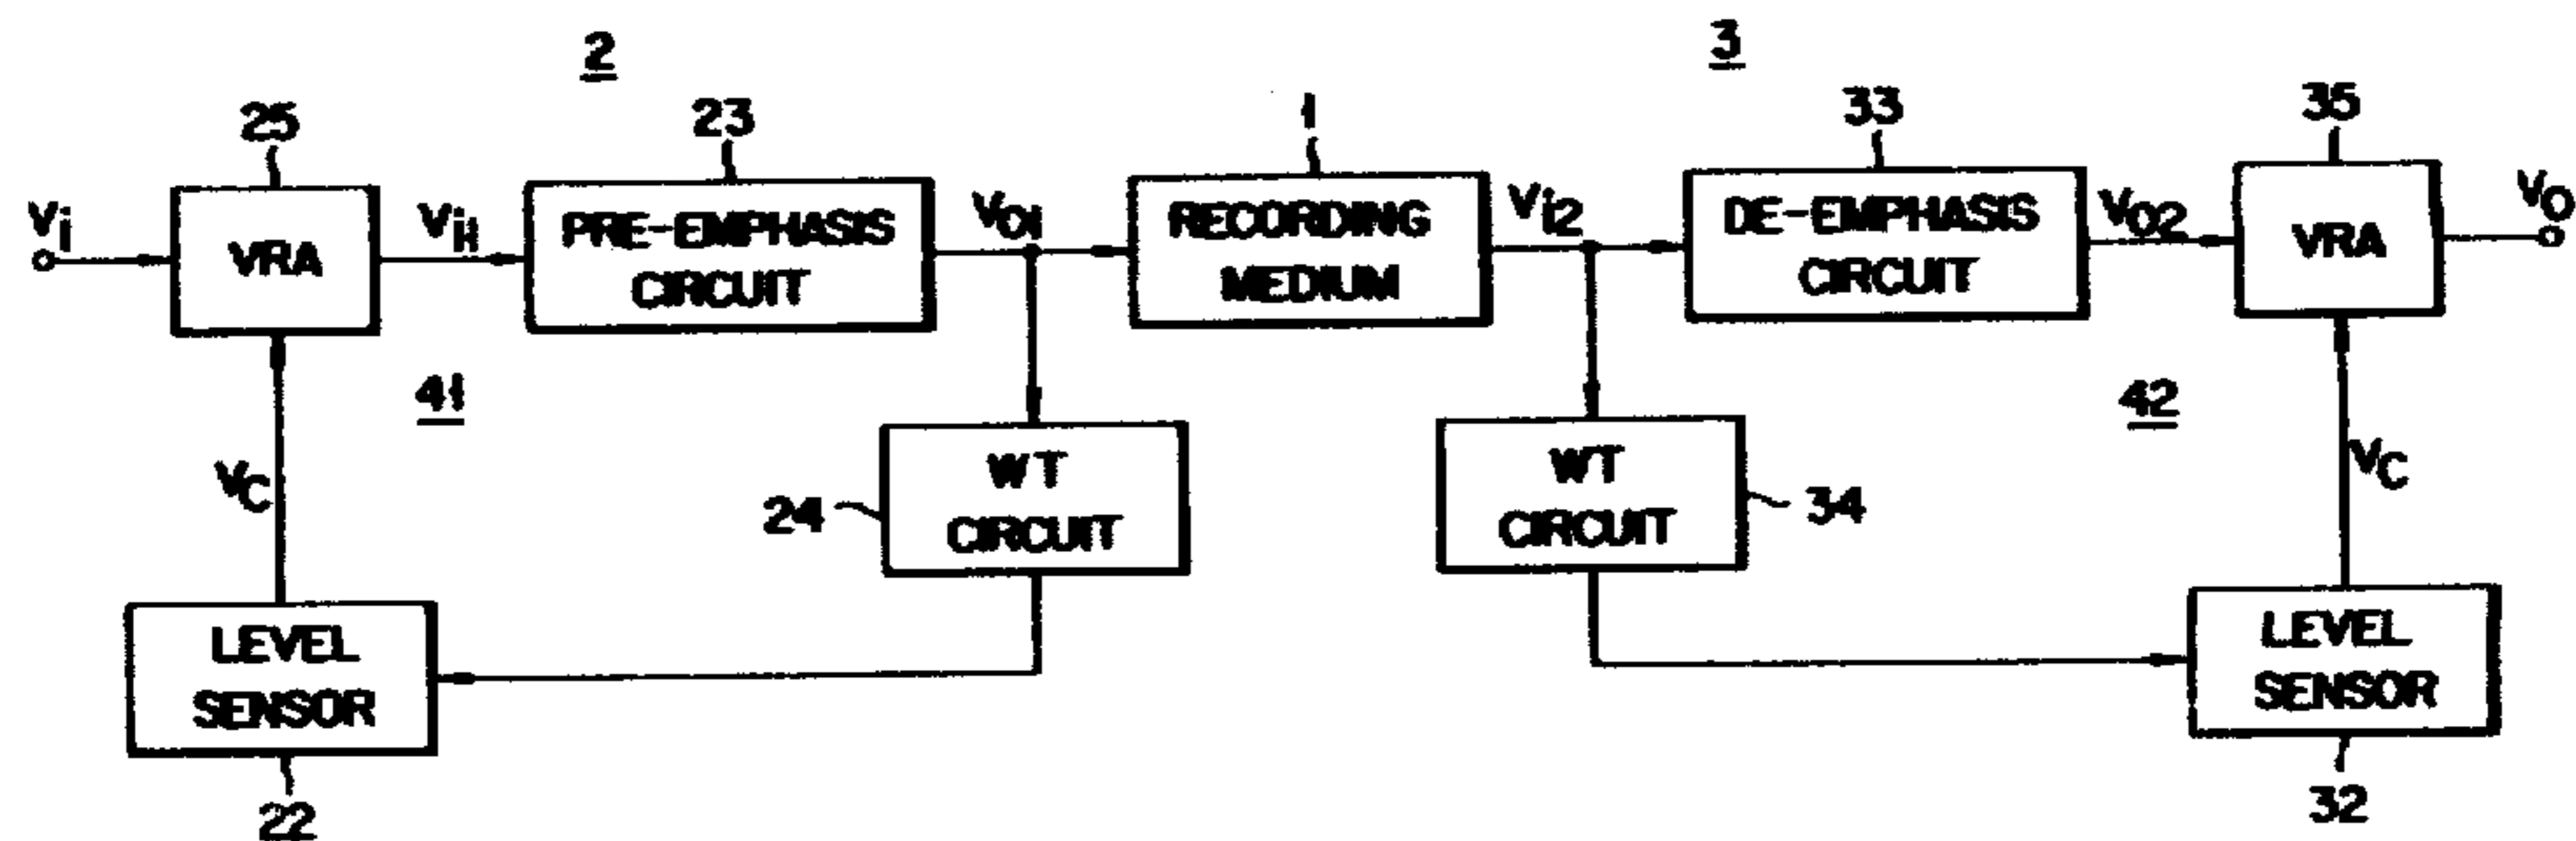 2
3
25
23
1
33
35
Vi
VRA
Vi1
PRE-EMPHASIS
CIRCUIT
VO1
RECORDING
MEDIUM
Vi2
DE-EMPHASIS
CIRCUIT
VO2
VRA
VO
41
42
VC
24
WT
CIRCUIT
WT
CIRCUIT
34
VC
LEVEL
SENSOR
LEVEL
SENSOR
22
32